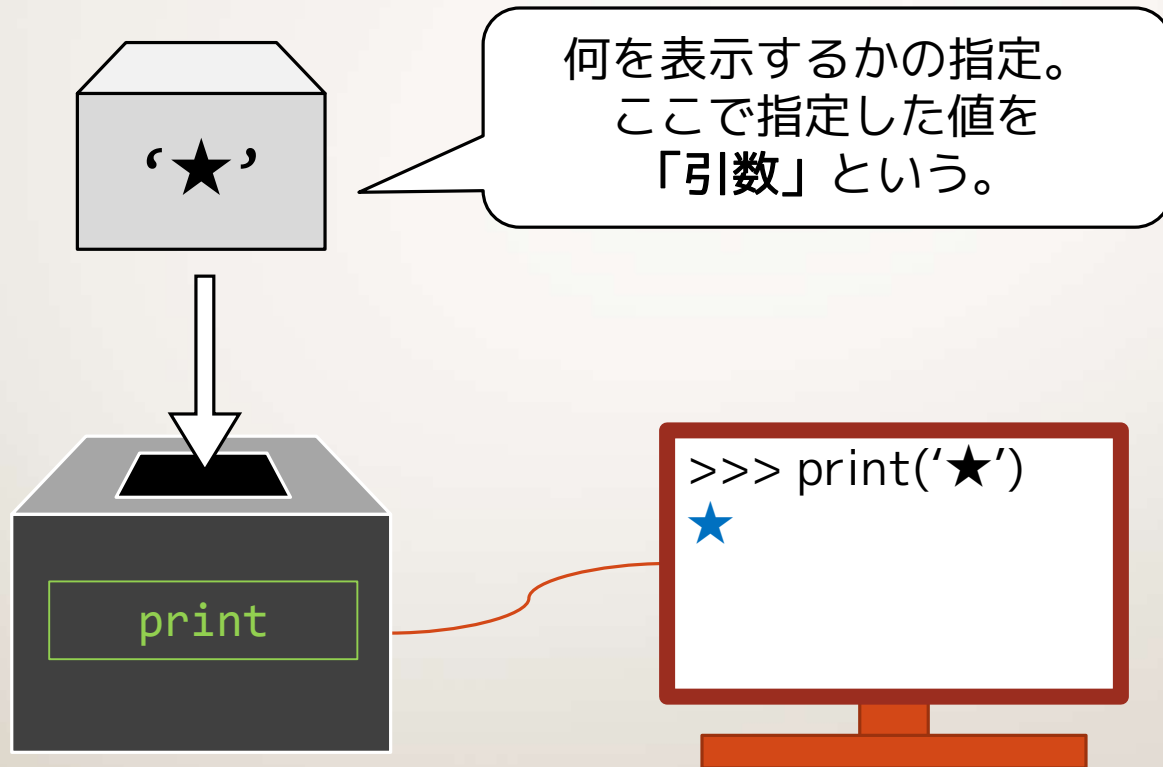 ‘★’
何を表示するかの指定。
ここで指定した値を
「引数」という。
print
>>> print(‘★’)
★